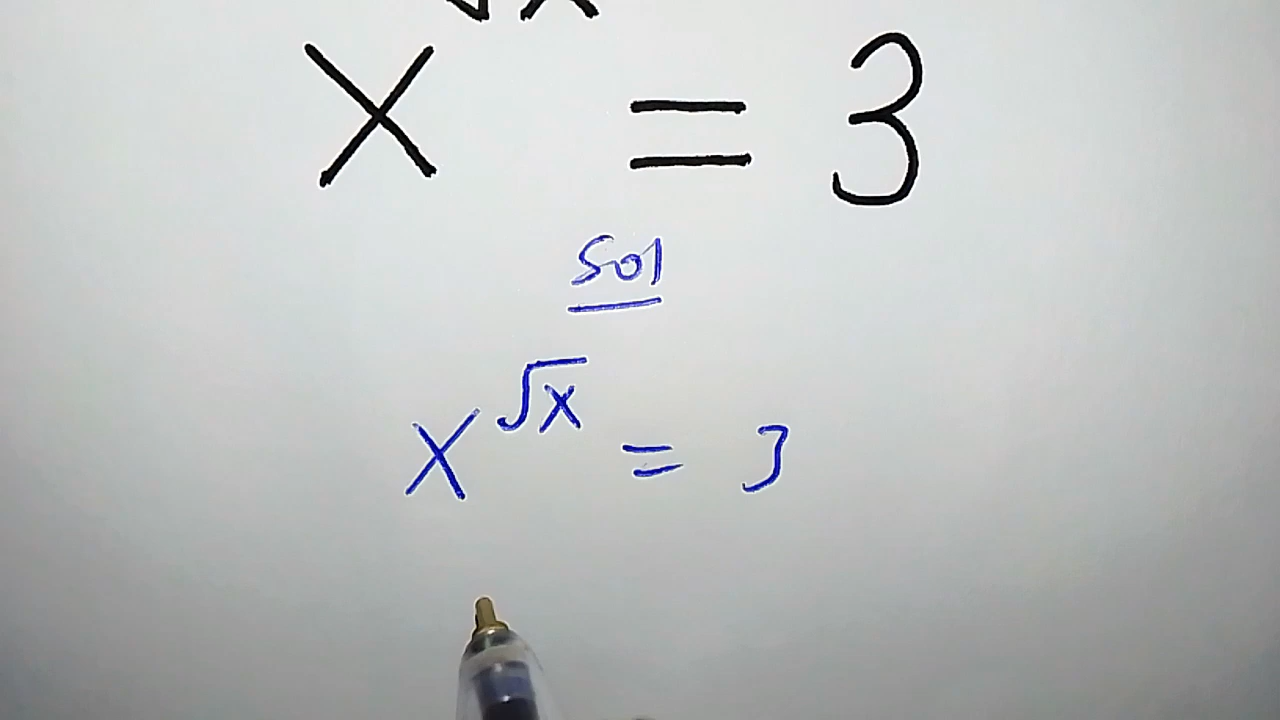 x^√x = 3
sol
x^√x = 3